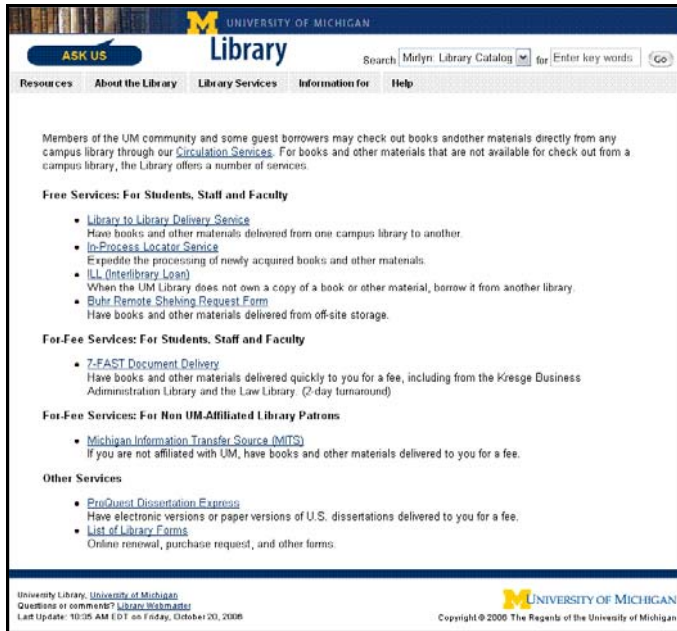 UNIVERSITY OF MICHIGAN
ASK US
Library
Search Mirlyn: Library Catalog for Enter key words Go
Resources About the Library Library Services Information for Help
Members of the UM community and some guest borrowers may check out books andother materials directly from any
campus library through our Circulation Services. For books and other materials that are not available for check out from a
campus library, the Library offers a number of services.
Free Services: For Students, Staff and Faculty
• Library to Library Delivery Service
Have books and other materials delivered from one campus library to another.
• In-Process Locator Service
Expedite the processing of newly acquired books and other materials.
• ILL (Interlibrary Loan)
When the UM Library does not own a copy of a book or other material, borrow it from another library.
• Buhr Remote Shelving Request Form
Have books and other materials delivered from off-site storage.
For-Fee Services: For Students, Staff and Faculty
• 7-FAST Document Delivery
Have books and other materials delivered quickly to you for a fee, including from the Kresge Business
Administration Library and the Law Library. (2-day turnaround)
For-Fee Services: For Non UM-Affiliated Library Patrons
• Michigan Information Transfer Source (MITS)
If you are not affiliated with UM, have books and other materials delivered to you for a fee.
Other Services
• ProQuest Dissertation Express
Have electronic versions or paper versions of U.S. dissertations delivered to you for a fee.
• List of Library Forms
Online renewal, purchase request, and other forms.
University Library, University of Michigan
Questions or comments? Library Webmaster
Last Update: 10:35 AM EDT on Friday, October 20, 2006
UNIVERSITY OF MICHIGAN
Copyright © 2006 The Regents of the University of Michigan